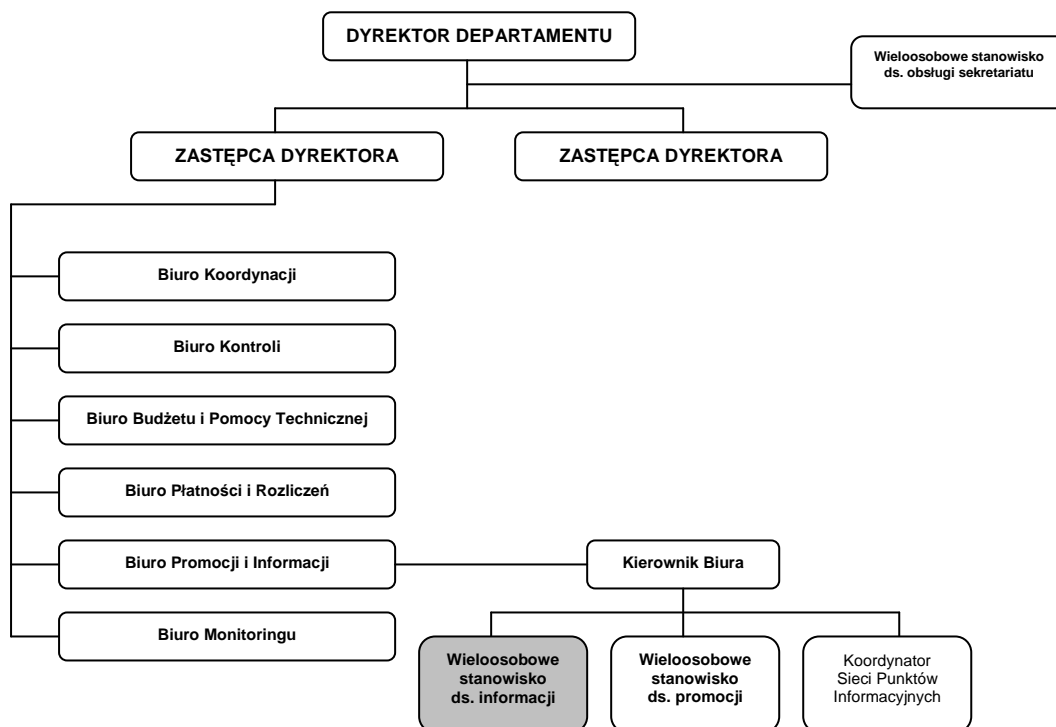 DYREKTOR DEPARTAMENTU
Wieloosobowe stanowisko
ds. obsługi sekretariatu
ZASTĘPCA DYREKTORA
ZASTĘPCA DYREKTORA
Biuro Koordynacji
Biuro Kontroli
Biuro Budżetu i Pomocy Technicznej
Biuro Płatności i Rozliczeń
Biuro Promocji i Informacji
Kierownik Biura
Biuro Monitoringu
Wieloosobowe
stanowisko
ds. informacji
Wieloosobowe
stanowisko
ds. promocji
Koordynator
Sieci Punktów
Informacyjnych